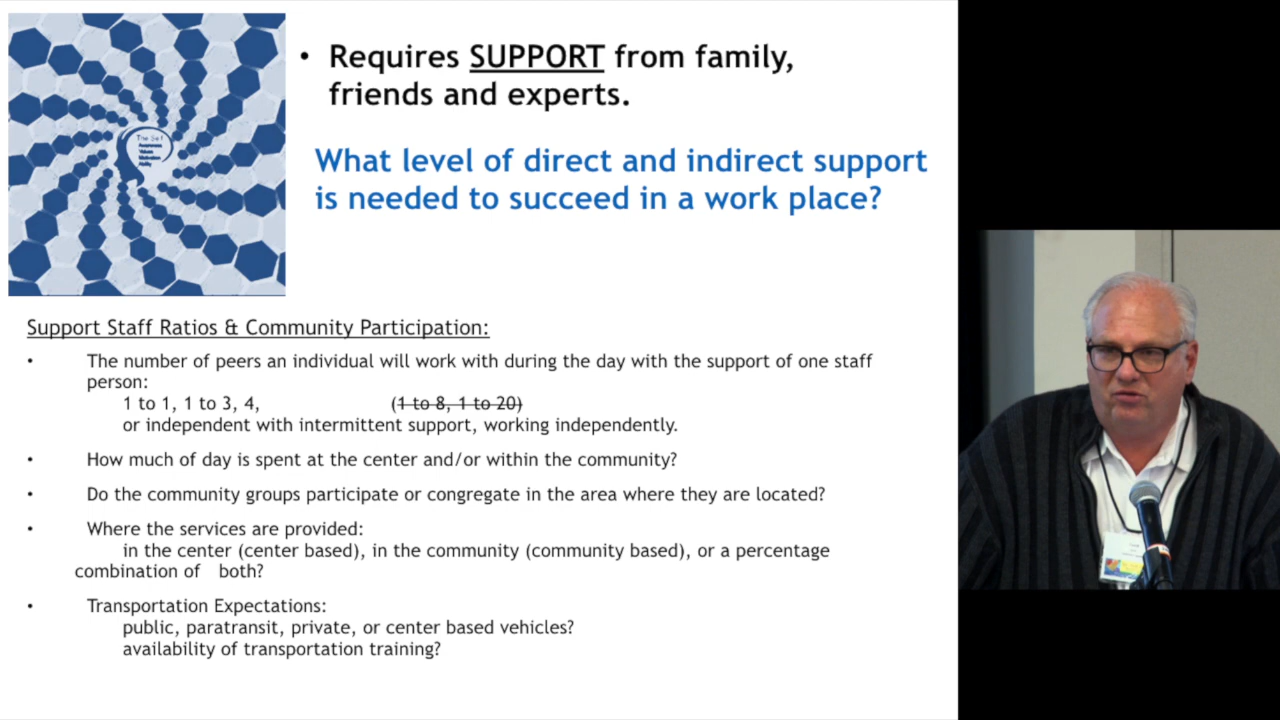 The Self
Awareness
Values
Motivation
Ability
• Requires SUPPORT from family,
friends and experts.
What level of direct and indirect support
is needed to succeed in a work place?
Support Staff Ratios & Community Participation:
• The number of peers an individual will work with during the day with the support of one staff
person:
1 to 1, 1 to 3, 4, (1 to 8, 1 to 20)
or independent with intermittent support, working independently.
• How much of day is spent at the center and/or within the community?
• Do the community groups participate or congregate in the area where they are located?
• Where the services are provided:
in the center (center based), in the community (community based), or a percentage
combination of both?
• Transportation Expectations:
public, paratransit, private, or center based vehicles?
availability of transportation training?